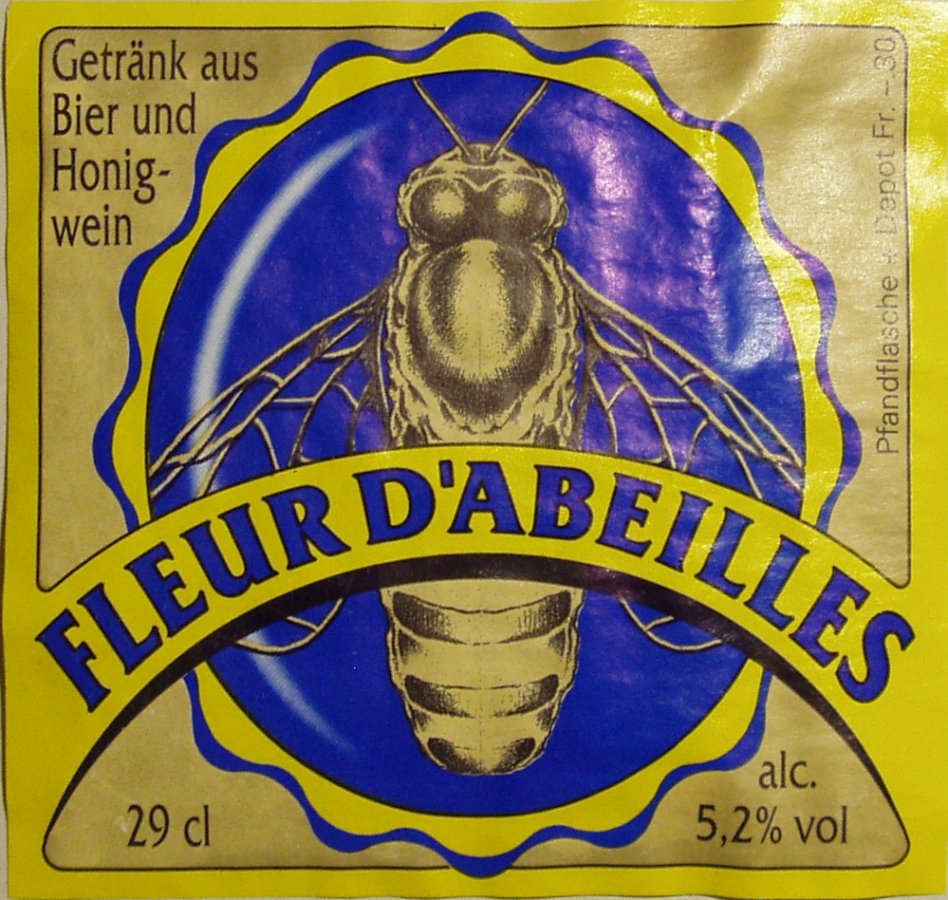 Getränk aus
Bier und
Honig-
wein
Pfandflasche + Depot Fr. -.30
FLEUR D'ABEILLES
29 cl
alc.
5,2% vol